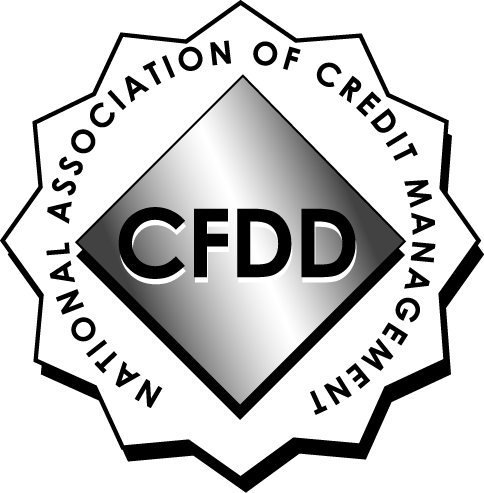 NATIONAL ASSOCIATION OF CREDIT MANAGEMENT
CFDD